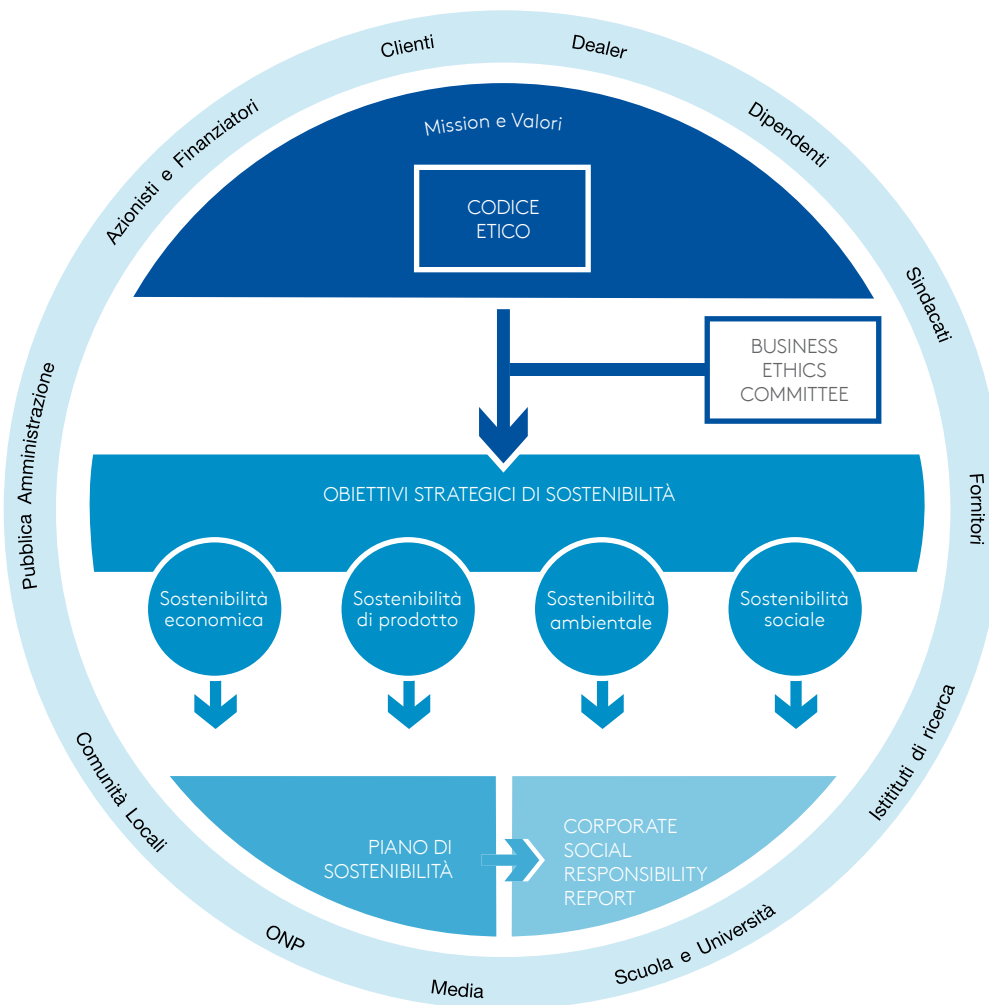 Clienti
Dealer
Dipendenti
Sindacati
Fornitori
Istitituti di ricerca
Scuola e Università
Media
ONP
Comunità Locali
Pubblica Amministrazione
Azionisti e Finanziatori
Mission e Valori
CODICE
ETICO
BUSINESS
ETHICS
COMMITTEE
OBIETTIVI STRATEGICI DI SOSTENIBILITÀ
Sostenibilità
economica
Sostenibilità
di prodotto
Sostenibilità
ambientale
Sostenibilità
sociale
PIANO DI
SOSTENIBILITÀ
CORPORATE
SOCIAL
RESPONSIBILITY
REPORT